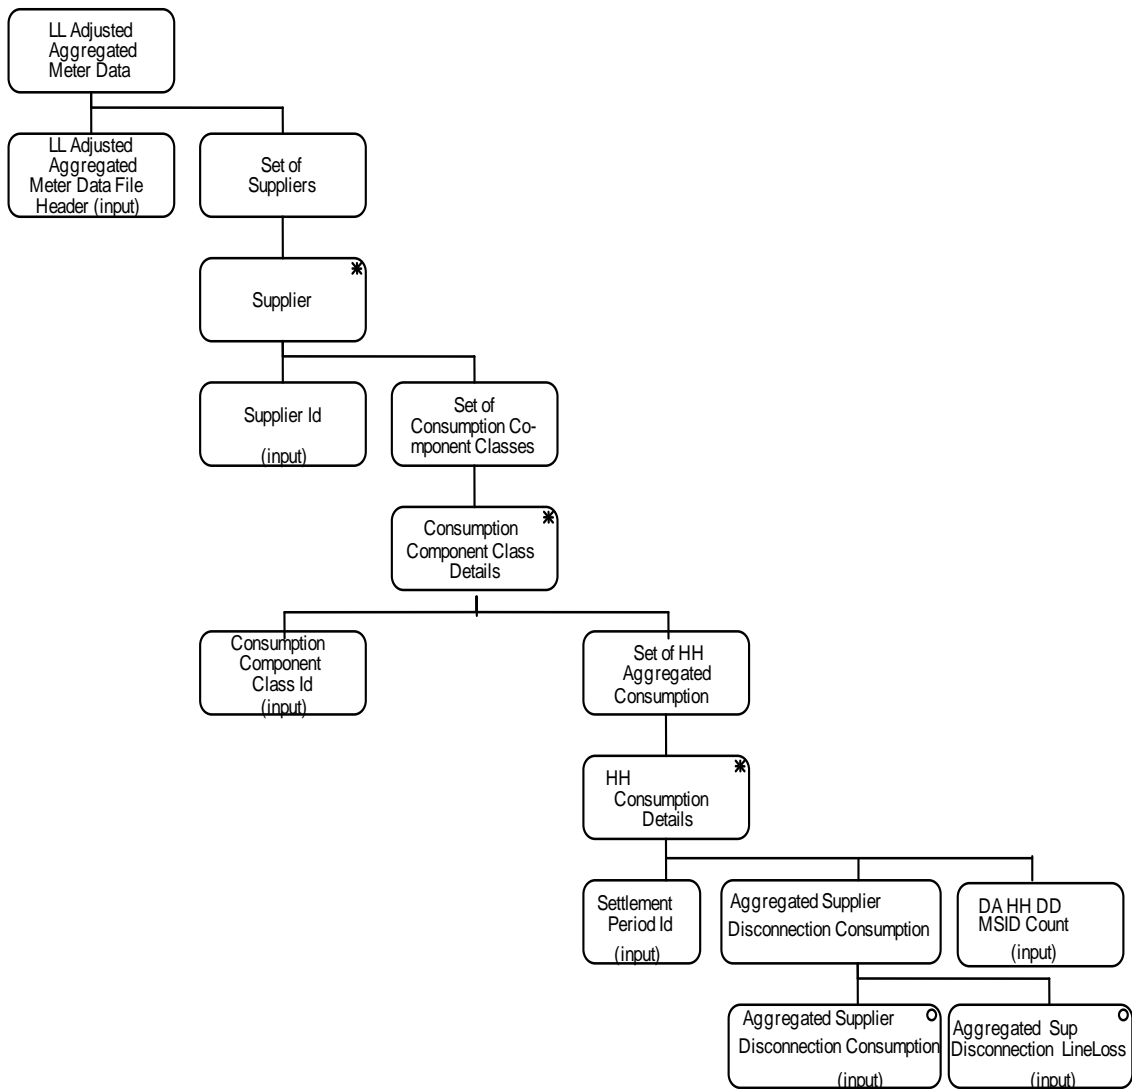 LL Adjusted
Aggregated
Meter Data
LL Adjusted
Aggregated
Meter Data File
Header (input)
Set of
Suppliers
Supplier
*
Supplier Id
(input)
Set of
Consumption Co-
mponent Classes
Consumption
Component Class
Details
*
Consumption
Component
Class Id
(input)
Set of HH
Aggregated
Consumption
HH
Consumption
Details
*
Settlement
Period Id
(input)
Aggregated Supplier
Disconnection Consumption
DA HH DD
MSID Count
(input)
Aggregated Supplier
Disconnection Consumption
(input)
o
Aggregated Sup
Disconnection LineLoss
(input)
o